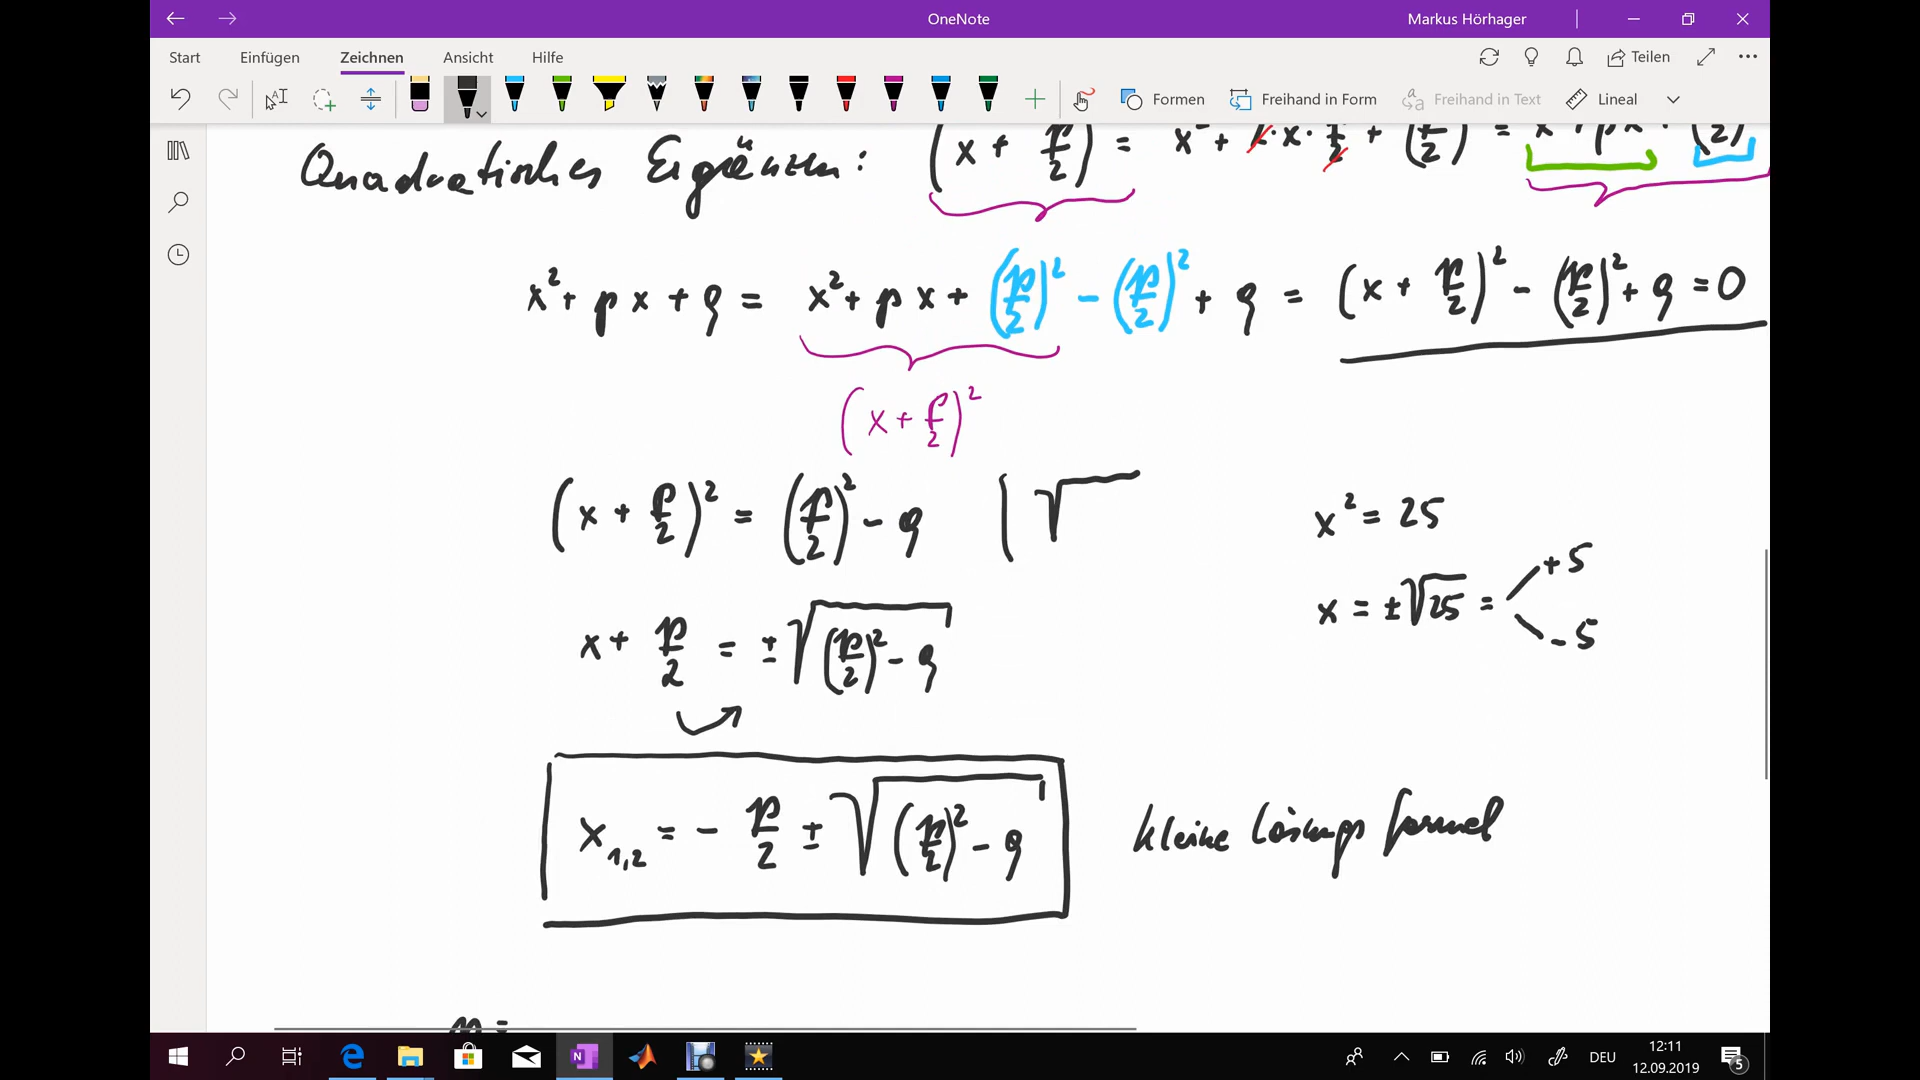 OneNote
Markus Hörhager
Start Einfügen Zeichnen Ansicht Hilfe
Teilen
Formen Freihand in Form Freihand in Text Lineal
Quadratisches Ergänzen: (x + p/2) = x² + 2·x·p/2 + (p/2) = x² + px + (p/2)
x² + px + q = x² + px + (p/2)² − (p/2)² + q = (x + p/2)² − (p/2)² + q = 0
(x + p/2)²
(x + p/2)² = (p/2)² − q | √
x² = 25
x = ±√25 = +5
−5
x + p/2 = ±√((p/2)² − q)
x₁,₂ = − p/2 ± √((p/2)² − q) kleine Lösungsformel
DEU
12:11
12.09.2019
5